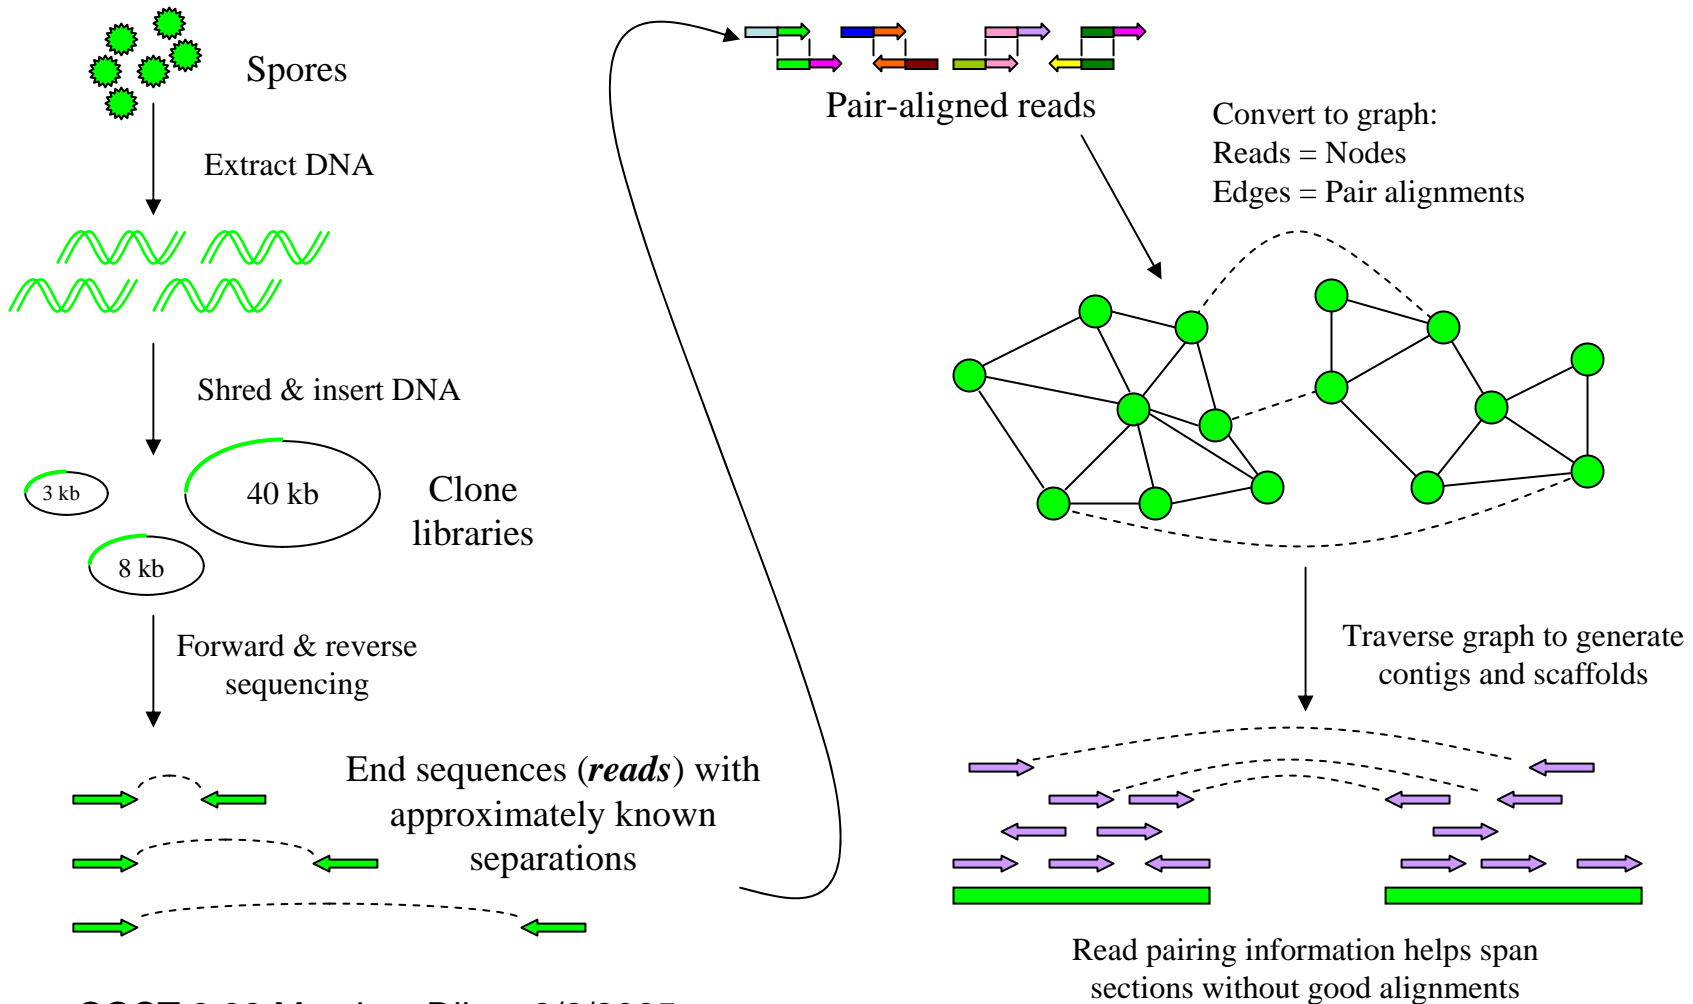 Spores
Extract DNA
Shred & insert DNA
3 kb
40 kb
8 kb
Clone
libraries
Forward & reverse
sequencing
End sequences (reads) with
approximately known
separations
Pair-aligned reads
Convert to graph:
Reads = Nodes
Edges = Pair alignments
Traverse graph to generate
contigs and scaffolds
Read pairing information helps span
sections without good alignments